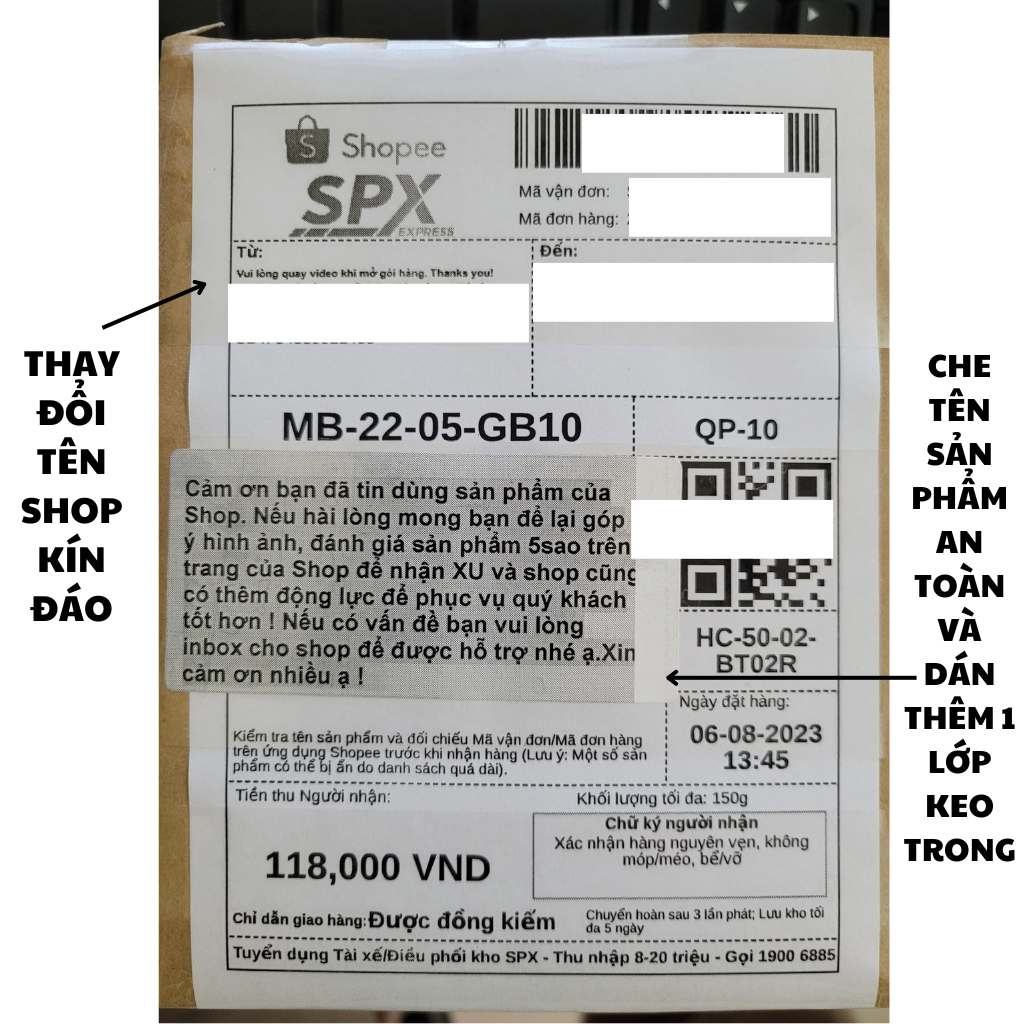 Shopee
SPX
EXPRESS
Mã vận đơn:
Mã đơn hàng:
Từ:
Vui lòng quay video khi mở gói hàng. Thanks you!
Đến:
THAY
ĐỔI
TÊN
SHOP
KÍN
ĐÁO
MB-22-05-GB10
QP-10
Cảm ơn bạn đã tin dùng sản phẩm của
Shop. Nếu hài lòng mong bạn để lại góp
ý hình ảnh, đánh giá sản phẩm 5sao trên
trang của Shop để nhận XU và shop cũng
có thêm động lực để phục vụ quý khách
tốt hơn ! Nếu có vấn đề bạn vui lòng
inbox cho shop để được hỗ trợ nhé ạ.Xin
cảm ơn nhiều ạ !
HC-50-02-
BT02R
CHE
TÊN
SẢN
PHẨM
AN
TOÀN
VÀ
DÁN
THÊM 1
LỚP
KEO
TRONG
Ngày đặt hàng:
06-08-2023
13:45
Kiểm tra tên sản phẩm và đối chiếu Mã vận đơn/Mã đơn hàng
trên ứng dụng Shopee trước khi nhận hàng (Lưu ý: Một số sản
phẩm có thể bị ẩn do danh sách quá dài).
Tiền thu Người nhận:
Khối lượng tối đa: 150g
118,000 VND
Chữ ký người nhận
Xác nhận hàng nguyên vẹn, không
móp/méo, bể/vỡ
Chỉ dẫn giao hàng: Được đồng kiểm
Chuyển hoàn sau 3 lần phát; Lưu kho tối
đa 5 ngày
Tuyển dụng Tài xế/Điều phối kho SPX - Thu nhập 8-20 triệu - Gọi 1900 6885